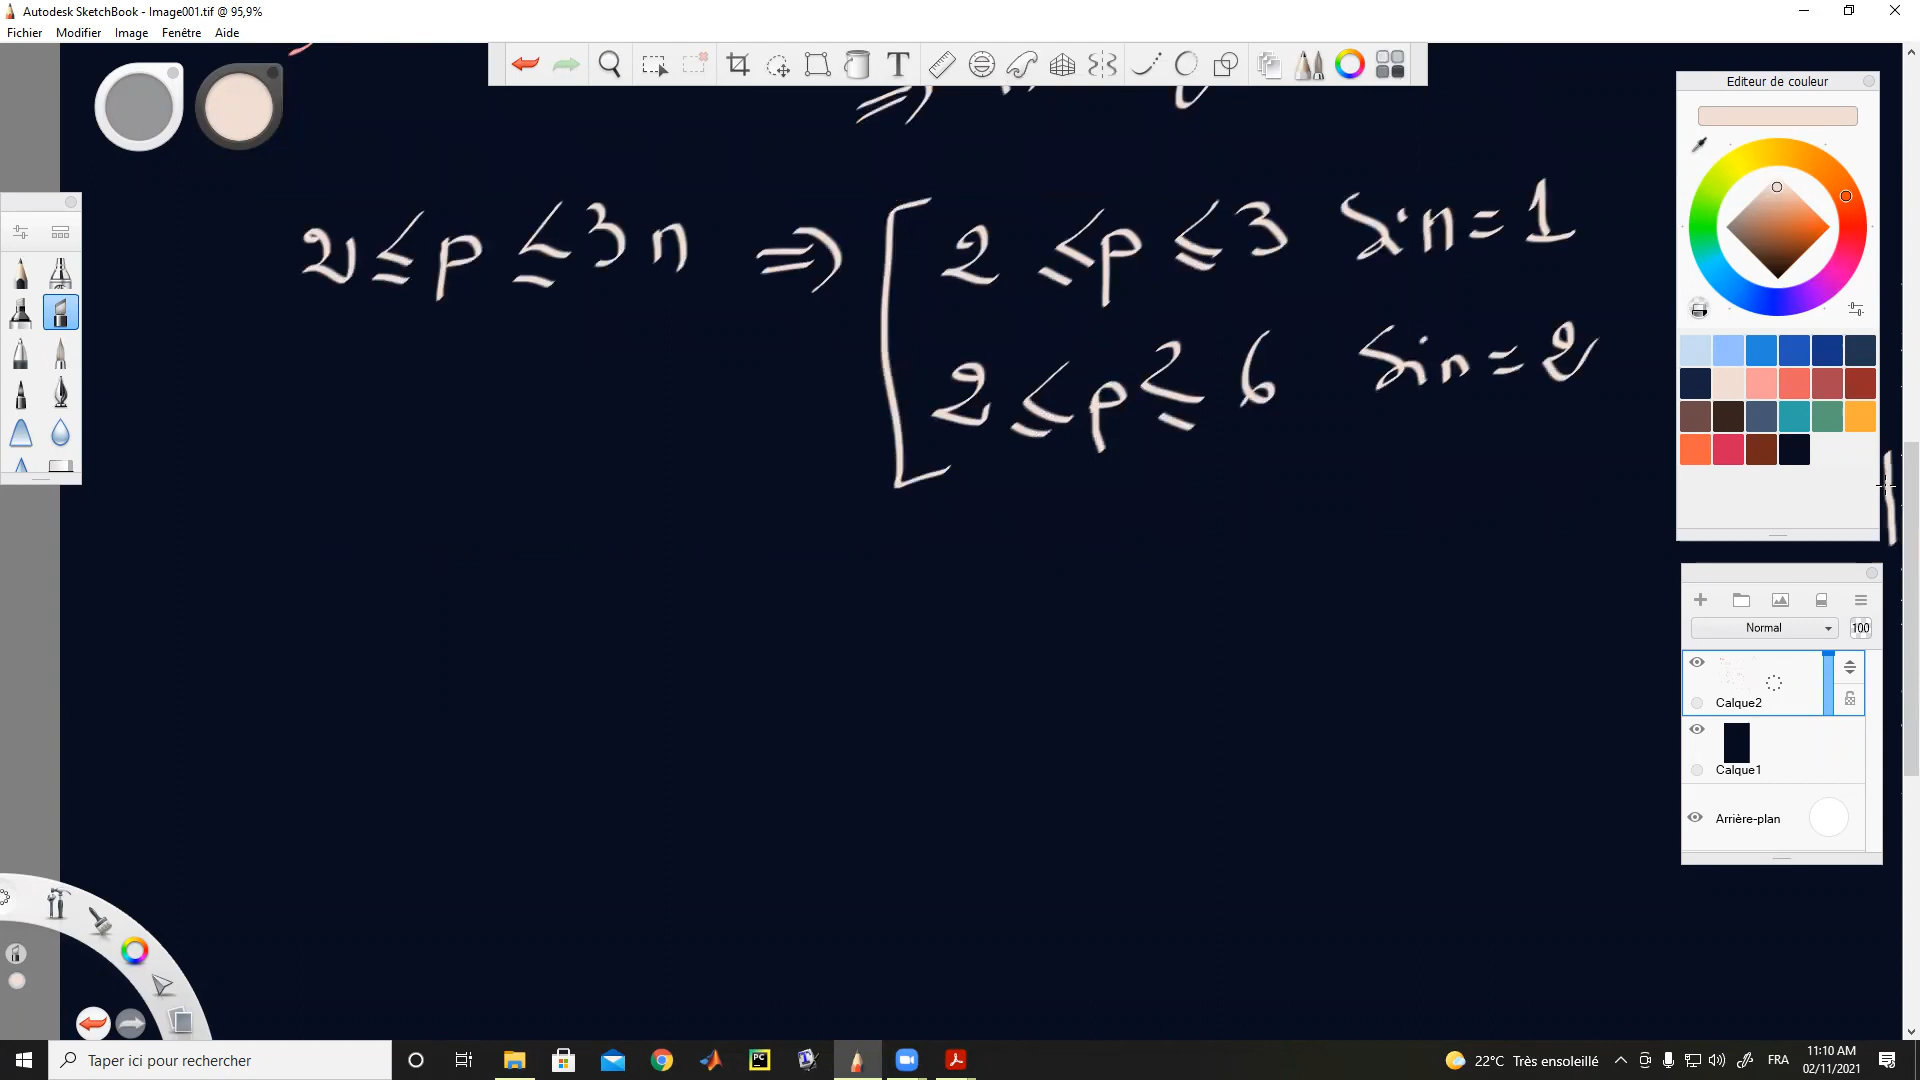 Autodesk SketchBook - Image001.tif @ 95,9%
Fichier Modifier Image Fenêtre Aide
Editeur de couleur
2 ≤ p ≤ 3n => [ 2 ≤ p ≤ 3 Si n = 1
2 ≤ p ≤ 6 Si n = 2
Normal 100
Calque2
Calque1
Arrière-plan
Taper ici pour rechercher
PC
22°C Très ensoleillé
FRA
11:10 AM
02/11/2021